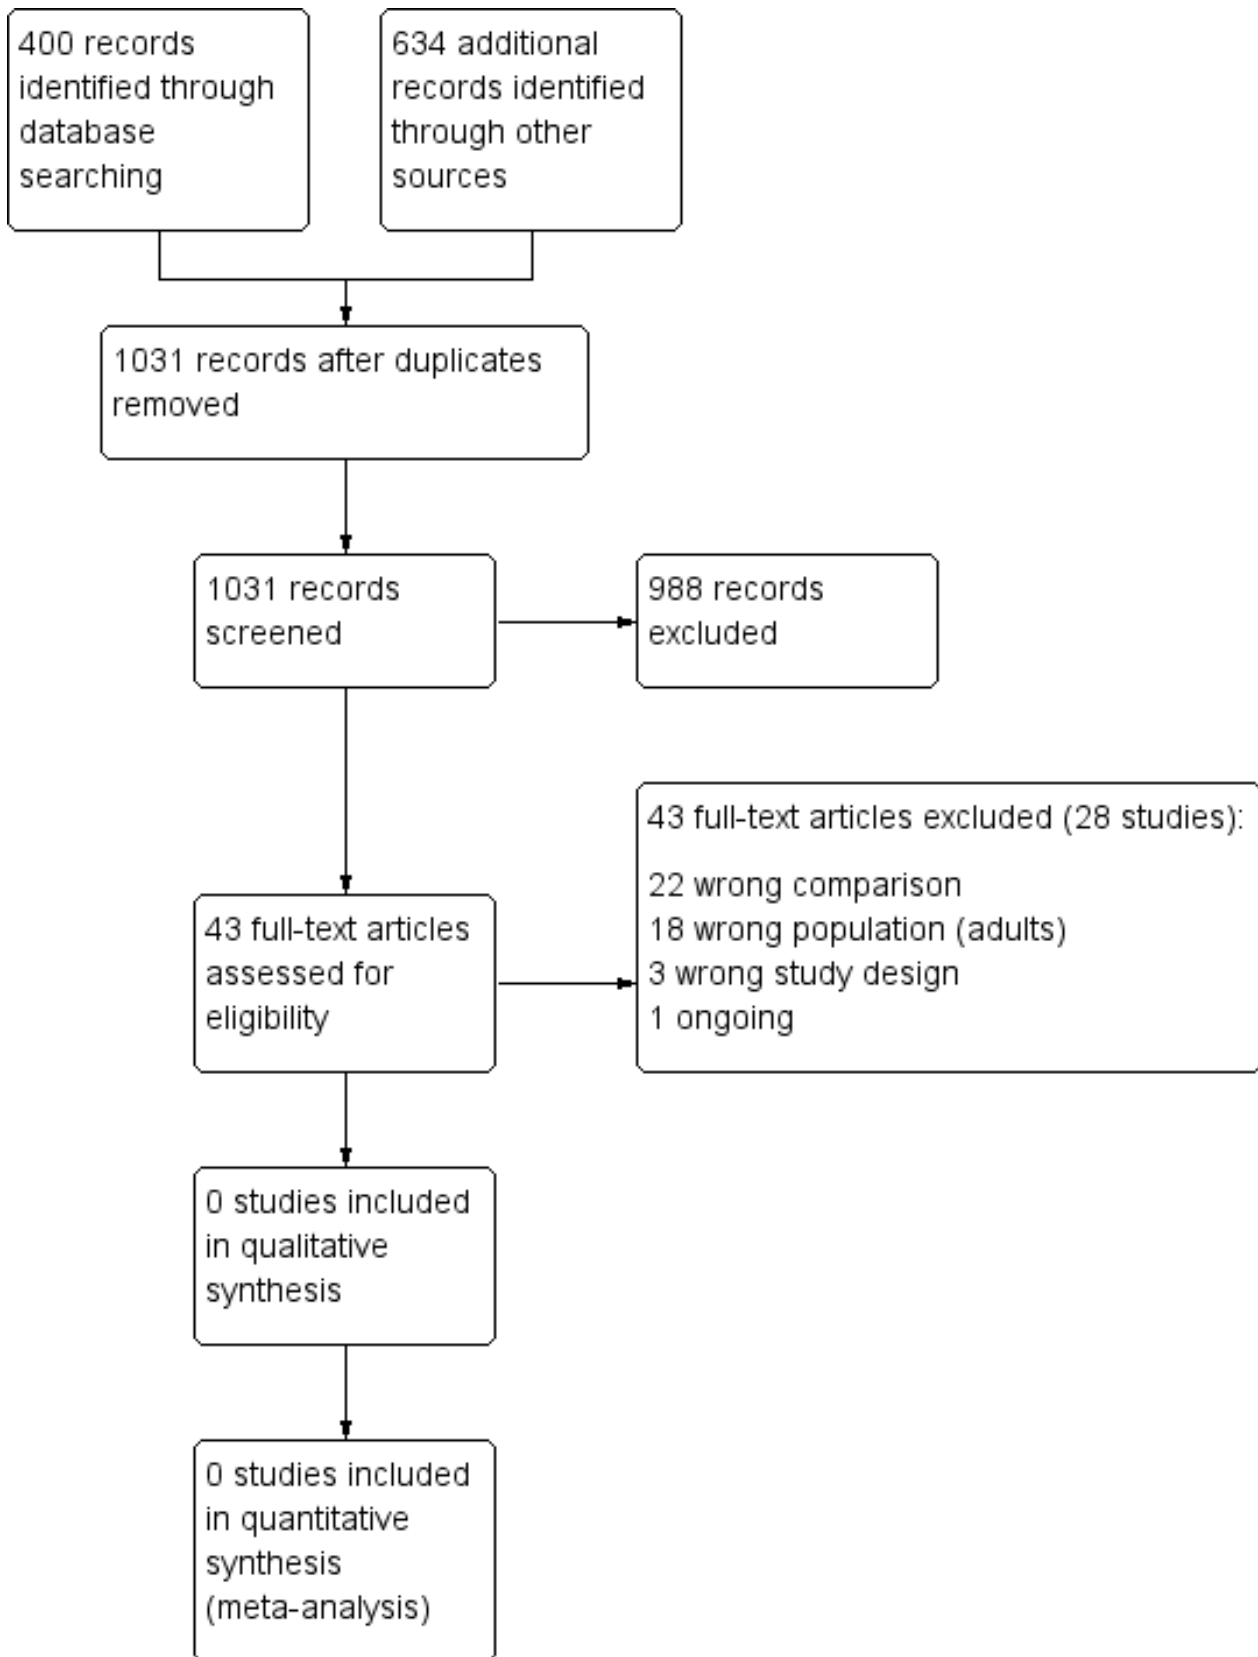 400 records
identified through
database
searching
634 additional
records identified
through other
sources
1031 records after duplicates
removed
1031 records
screened
988 records
excluded
43 full-text articles
assessed for
eligibility
43 full-text articles excluded (28 studies):
22 wrong comparison
18 wrong population (adults)
3 wrong study design
1 ongoing
0 studies included
in qualitative
synthesis
0 studies included
in quantitative
synthesis
(meta-analysis)